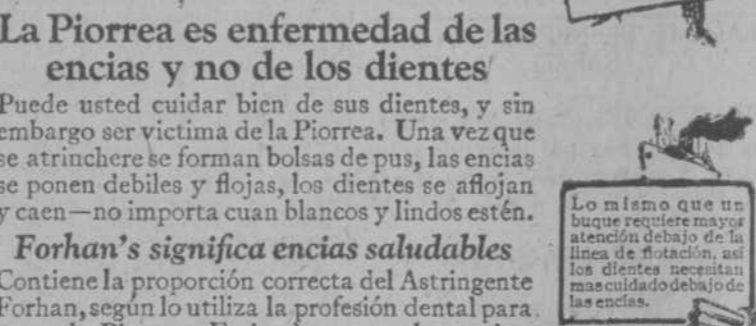 La Piorrea es enfermedad de las
encias y no de los dientes
Puede usted cuidar bien de sus dientes, y sin
embargo ser victima de la Piorrea. Una vez que
se atrinchere se forman bolsas de pus, las encias
se ponen debiles y flojas, los dientes se aflojan
y caen—no importa cuan blancos y lindos estén.
Forhan's significa encias saludables
Contiene la proporción correcta del Astringente
Forhan, según lo utiliza la profesión dental para
Lo mismo que un
buque requiere mayor
atención debajo de la
linea de flotación, asi
los dientes necesitan
mas cuidado debajo de
las encias.